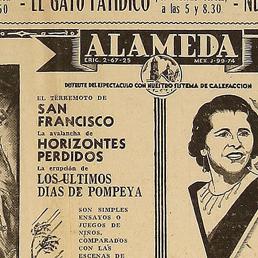 - EL GATO FATIDICO -
a las 5 y 8.30
ALAMEDA
ERIC. 2-67-25
MEX. J-99-74
DISFRUTE DEL ESPECTACULO CON NUESTRO SISTEMA DE CALEFACCION
EL TERREMOTO DE
SAN
FRANCISCO
La avalancha de
HORIZONTES
PERDIDOS
La erupción de
LOS ULTIMOS
DIAS DE POMPEYA
SON SIMPLES
ENSAYOS O
JUEGOS DE
NIÑOS,
COMPARADOS
CON LAS
ESCENAS DE